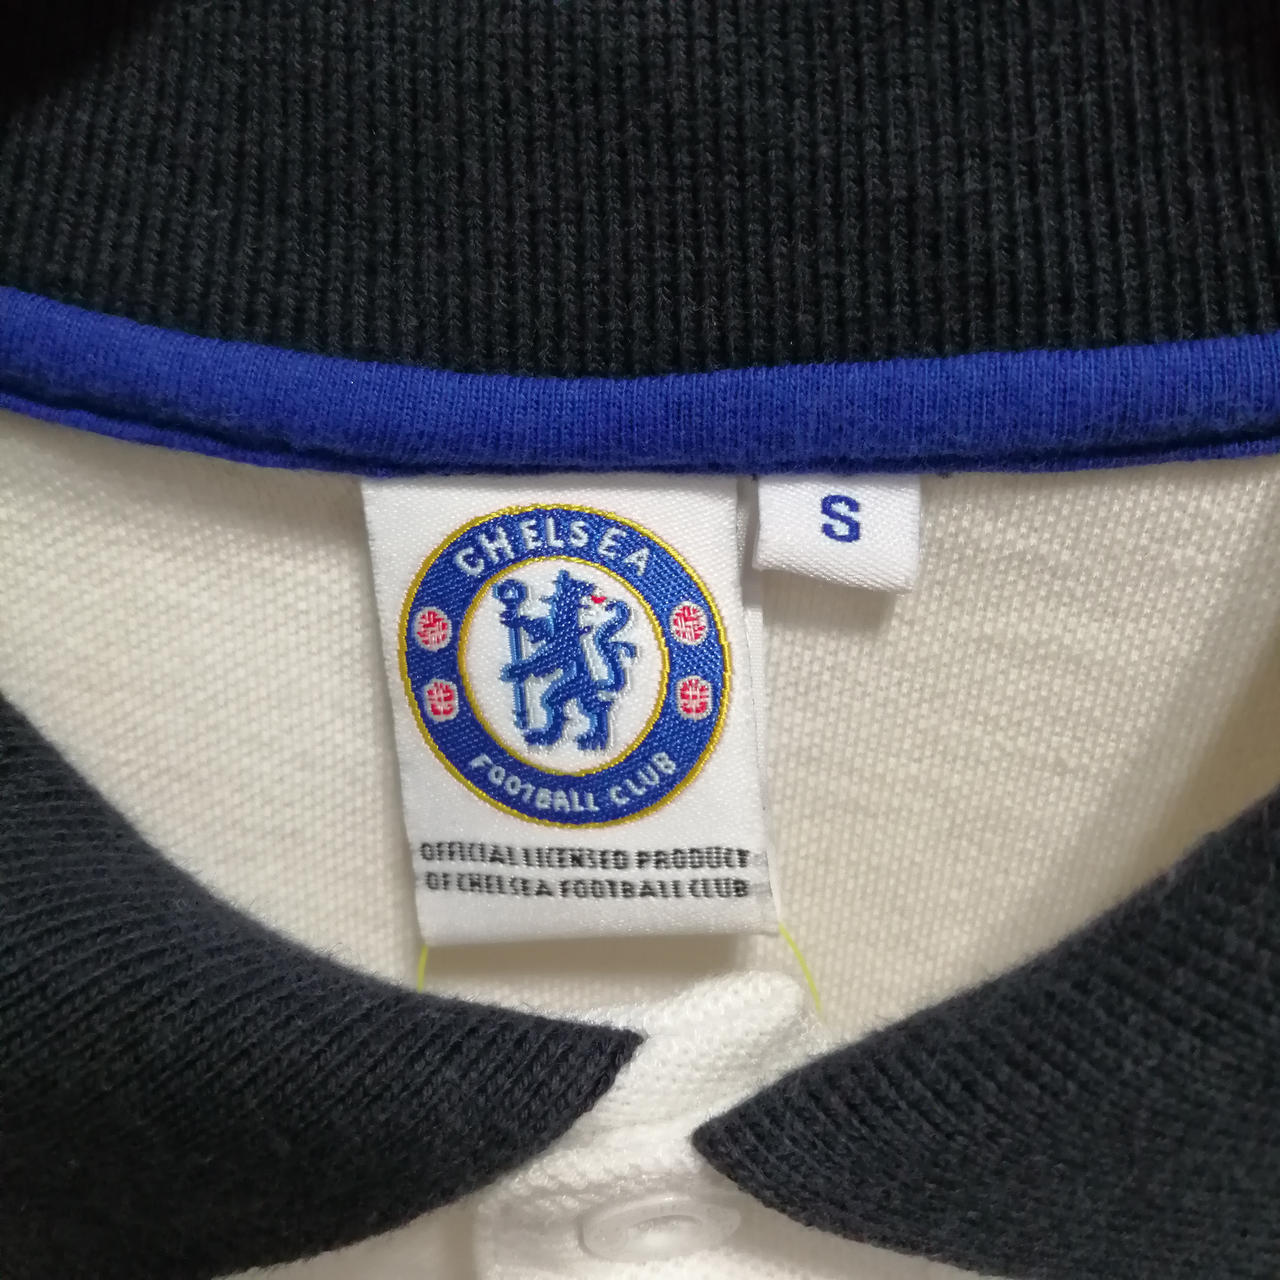 CHELSEA
FOOTBALL CLUB
S
OFFICIAL LICENSED PRODUCT
OF CHELSEA FOOTBALL CLUB